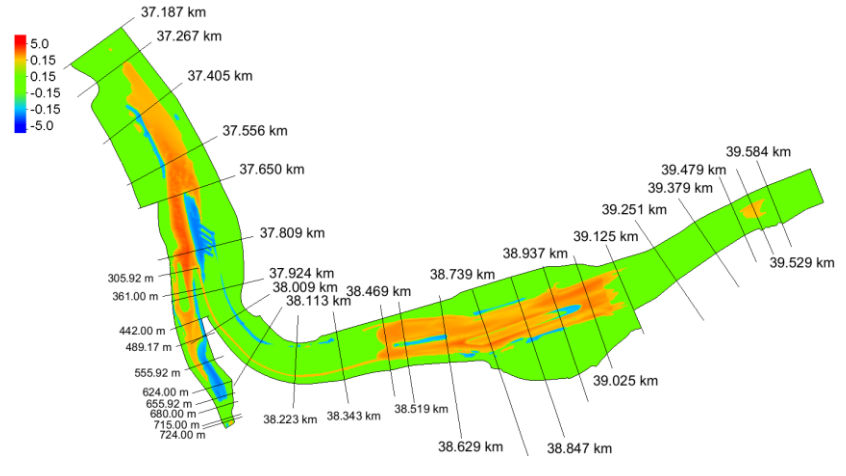 37.187 km
37.267 km
5.0
0.15
0.15
-0.15
-0.15
-5.0
37.405 km
37.556 km
37.650 km
37.809 km
305.92 m
361.00 m
442.00 m
489.17 m
555.92 m
624.00 m
655.92 m
680.00 m
715.00 m
724.00 m
37.924 km
38.009 km
38.113 km
38.223 km
38.343 km
38.469 km
38.519 km
38.629 km
38.739 km
38.847 km
38.937 km
39.025 km
39.125 km
39.251 km
39.379 km
39.479 km
39.529 km
39.584 km